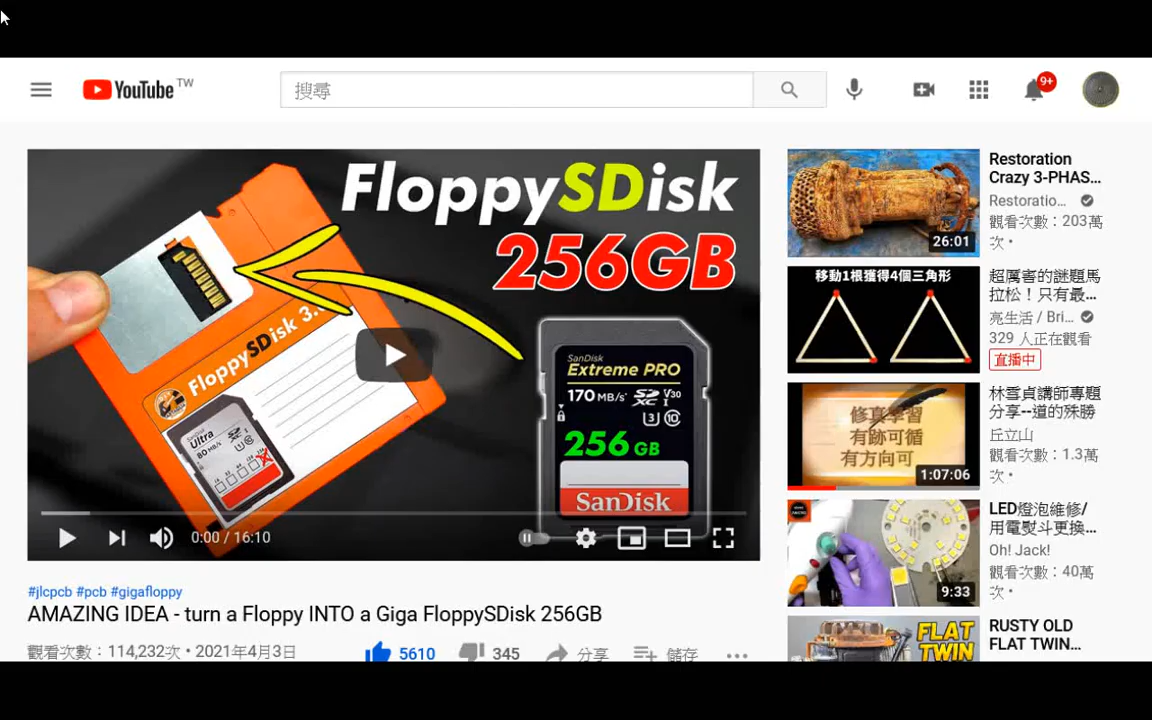 YouTube TW
搜尋
9+
FloppySDisk
256GB
FloppySDisk 3.
SanDisk
Ultra
80 MB/s
SanDisk
Extreme PRO
170 MB/s
V30
256 GB
SanDisk
0:00 / 16:10
#jlcpcb #pcb #gigafloppy
AMAZING IDEA - turn a Floppy INTO a Giga FloppySDisk 256GB
觀看次數：114,232次 • 2021年4月3日
5610
345
分享
儲存
26:01
Restoration
Crazy 3-PHAS...
Restoratio...
觀看次數：203萬
次 •
移動1根獲得4個三角形
超厲害的謎題馬
拉松！只有最...
亮生活 / Bri...
329 人正在觀看
直播中
修真學習
有跡可循
有方向可
1:07:06
林雪貞講師專題
分享--道的殊勝
丘立山
觀看次數：1.3萬
次 •
9:33
LED燈泡維修/
用電熨斗更換...
Oh! Jack!
觀看次數：40萬
次 •
FLAT
TWIN
RUSTY OLD
FLAT TWIN...